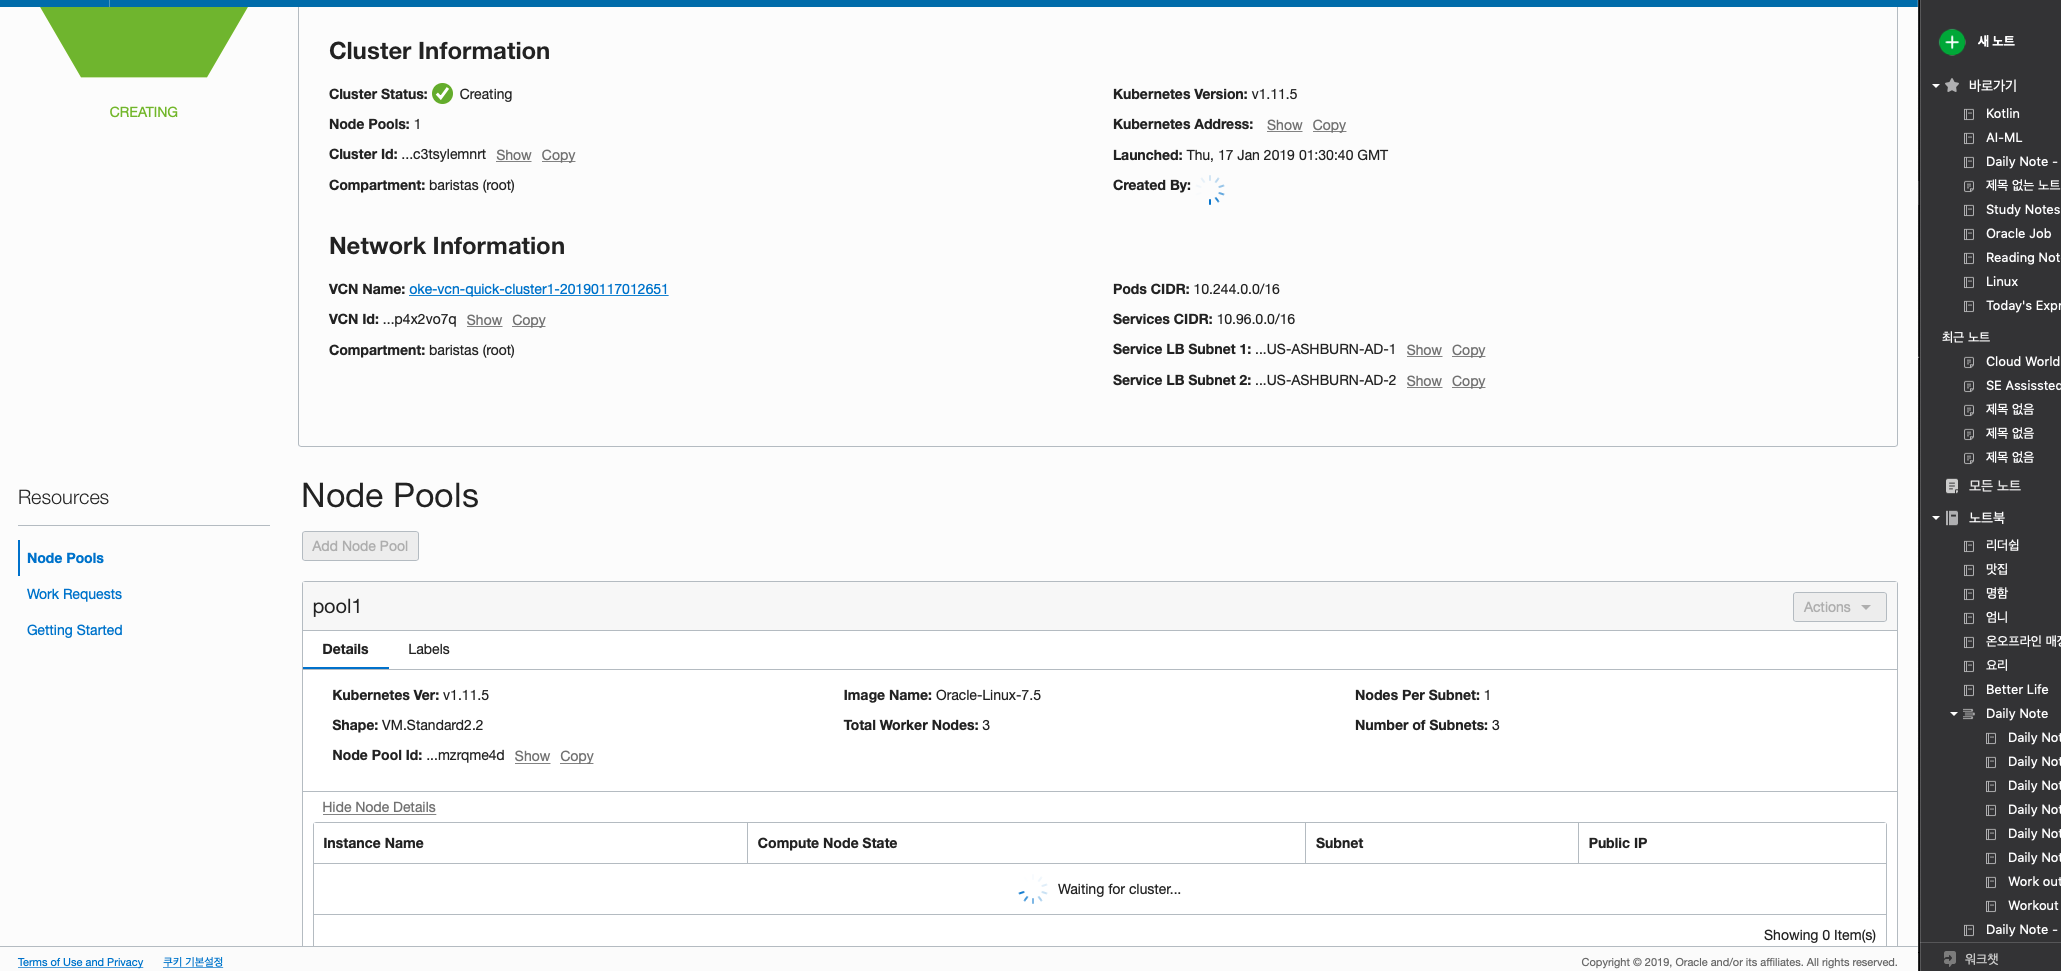 CREATING
Cluster Information
Cluster Status: Creating
Node Pools: 1
Cluster Id: ...c3tsylemnrt Show Copy
Compartment: baristas (root)
Kubernetes Version: v1.11.5
Kubernetes Address: Show Copy
Launched: Thu, 17 Jan 2019 01:30:40 GMT
Created By:
Network Information
VCN Name: oke-vcn-quick-cluster1-20190117012651
VCN Id: ...p4x2vo7q Show Copy
Compartment: baristas (root)
Pods CIDR: 10.244.0.0/16
Services CIDR: 10.96.0.0/16
Service LB Subnet 1: ...US-ASHBURN-AD-1 Show Copy
Service LB Subnet 2: ...US-ASHBURN-AD-2 Show Copy
Resources
Node Pools
Work Requests
Getting Started
Node Pools
Add Node Pool
pool1
Actions
Details Labels
Kubernetes Ver: v1.11.5
Shape: VM.Standard2.2
Node Pool Id: ...mzrqme4d Show Copy
Image Name: Oracle-Linux-7.5
Total Worker Nodes: 3
Nodes Per Subnet: 1
Number of Subnets: 3
Hide Node Details
Instance Name Compute Node State Subnet Public IP
Waiting for cluster...
Showing 0 Item(s)
Terms of Use and Privacy 쿠키 기본설정
Copyright © 2019, Oracle and/or its affiliates. All rights reserved.
새 노트
바로가기
Kotlin
AI-ML
Daily Note -
제목 없는 노트
Study Notes
Oracle Job
Reading Not
Linux
Today's Expr
최근 노트
Cloud World
SE Assissted
제목 없음
제목 없음
제목 없음
모든 노트
노트북
리더쉽
맛집
명함
엄니
온오프라인 매장
요리
Better Life
Daily Note
Daily Not
Daily Not
Daily Not
Daily Not
Daily Not
Daily Not
Work out
Workout
Daily Note -
워크챗